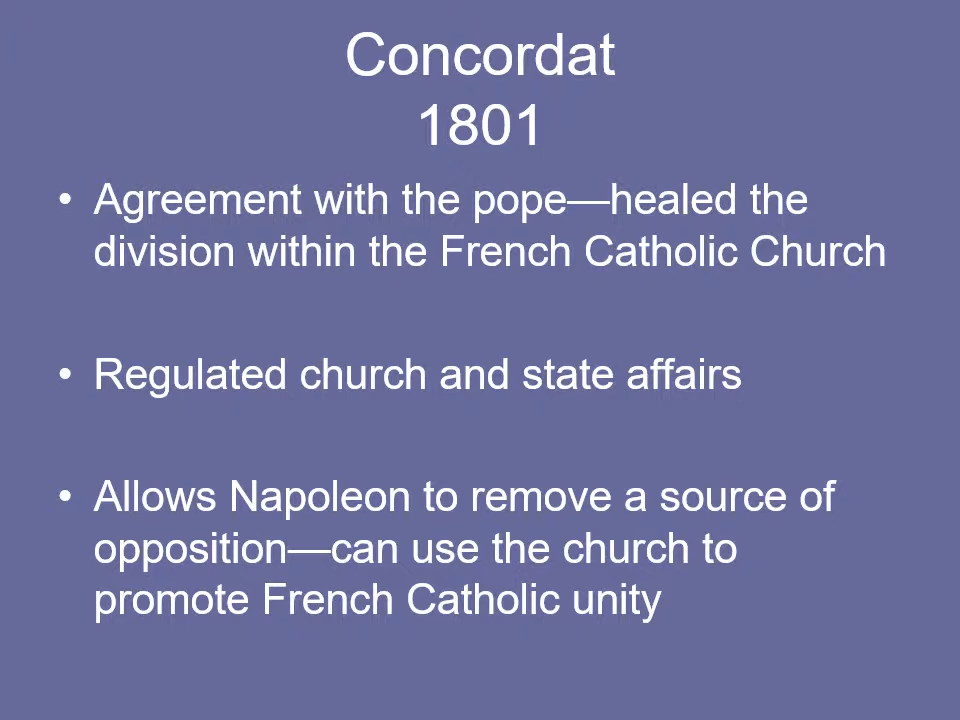 Concordat
1801
• Agreement with the pope—healed the
division within the French Catholic Church
• Regulated church and state affairs
• Allows Napoleon to remove a source of
opposition—can use the church to
promote French Catholic unity